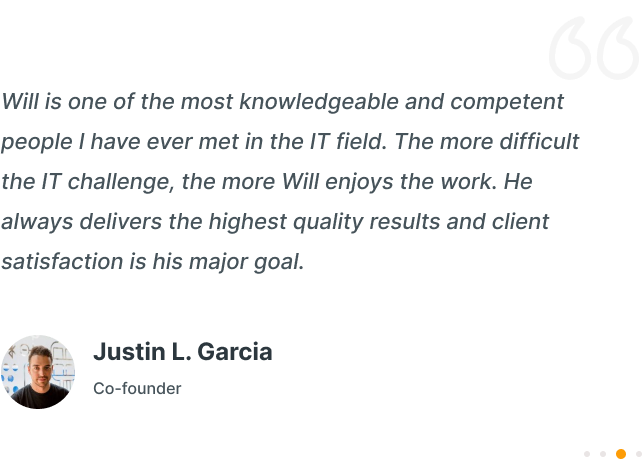 Will is one of the most knowledgeable and competent
people I have ever met in the IT field. The more difficult
the IT challenge, the more Will enjoys the work. He
always delivers the highest quality results and client
satisfaction is his major goal.
Justin L. Garcia
Co-founder